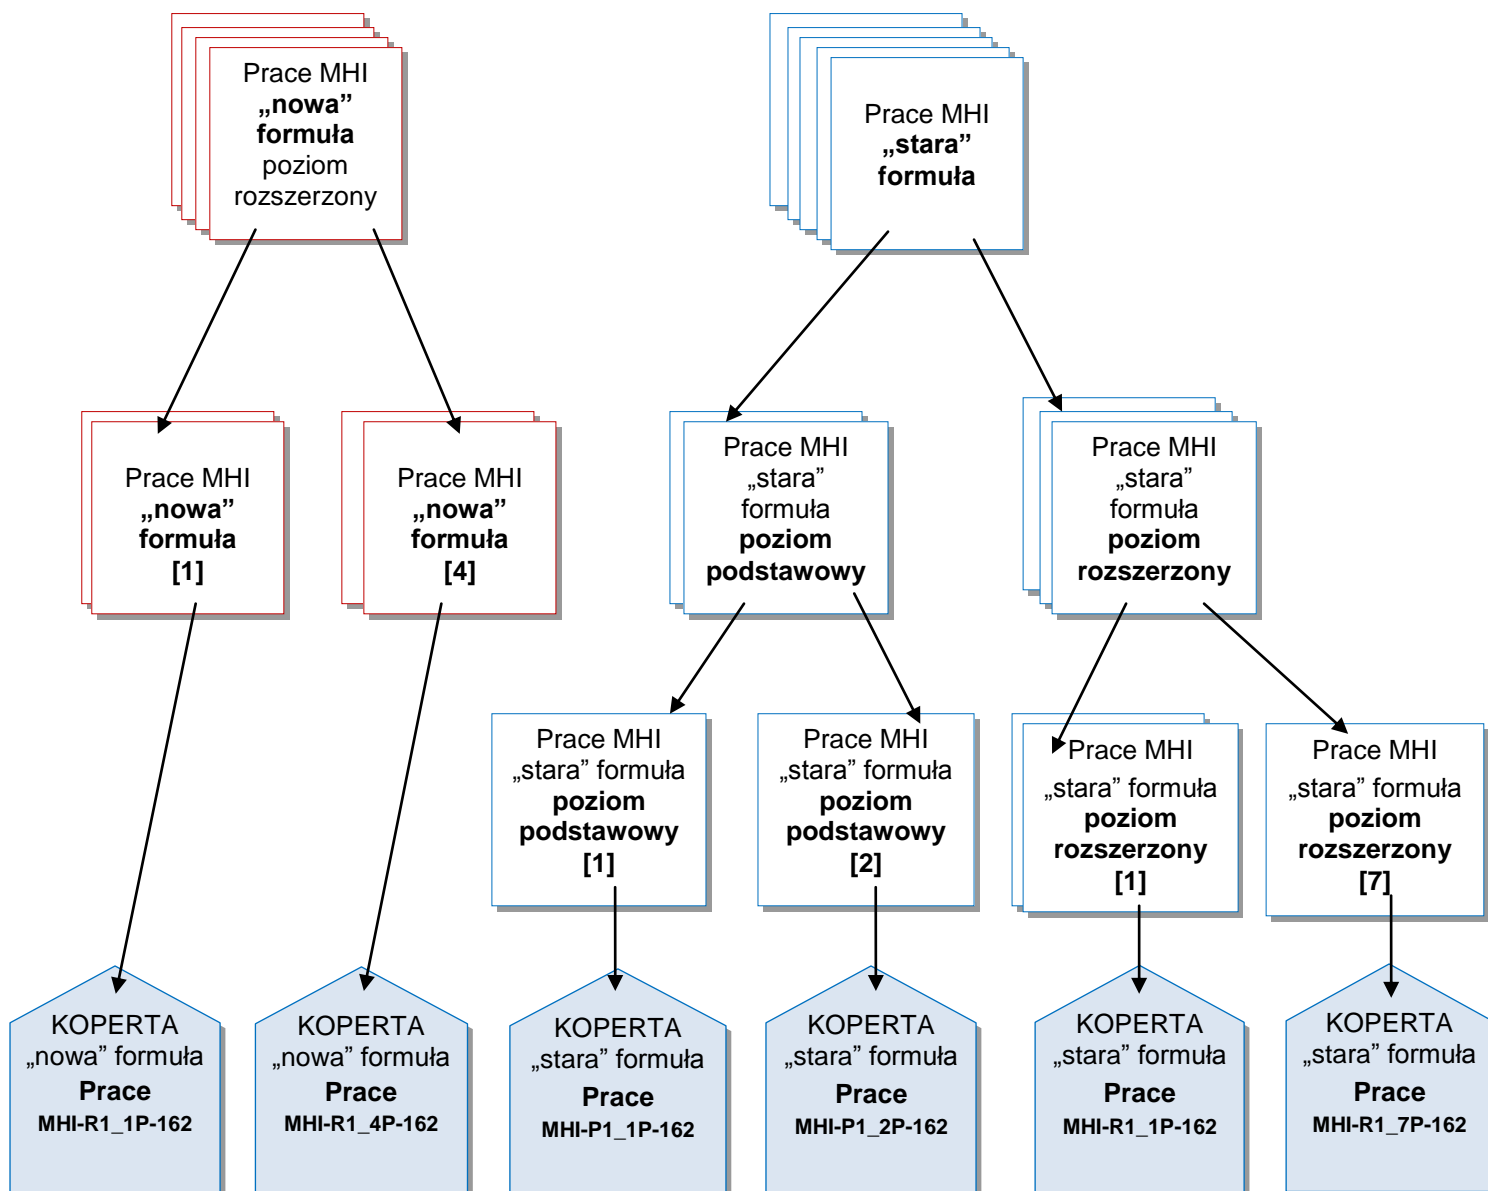 Prace MHI
„nowa”
formuła
poziom
rozszerzony
Prace MHI
„stara”
formuła
Prace MHI
„nowa”
formuła
[1]
Prace MHI
„nowa”
formuła
[4]
Prace MHI
„stara”
formuła
poziom
podstawowy
Prace MHI
„stara”
formuła
poziom
rozszerzony
Prace MHI
„stara” formuła
poziom
podstawowy
[1]
Prace MHI
„stara” formuła
poziom
podstawowy
[2]
Prace MHI
„stara” formuła
poziom
rozszerzony
[1]
Prace MHI
„stara” formuła
poziom
rozszerzony
[7]
KOPERTA
„nowa” formuła
Prace
MHI-R1_1P-162
KOPERTA
„nowa” formuła
Prace
MHI-R1_4P-162
KOPERTA
„stara” formuła
Prace
MHI-P1_1P-162
KOPERTA
„stara” formuła
Prace
MHI-P1_2P-162
KOPERTA
„stara” formuła
Prace
MHI-R1_1P-162
KOPERTA
„stara” formuła
Prace
MHI-R1_7P-162